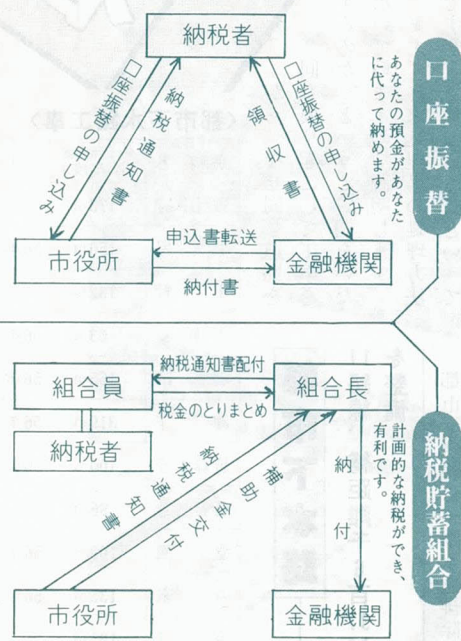 口座振替
あなたの預金があなた
に代って納めます。
納税者
口座振替の申し込み
納税通知書
領収書
口座振替の申し込み
市役所
申込書転送
納付書
金融機関
納税貯蓄組合
計画的な納税ができ、
有利です。
組合員
納税通知書配付
税金のとりまとめ
組合長
納税者
納税通知書
補助金交付
納付
市役所
金融機関